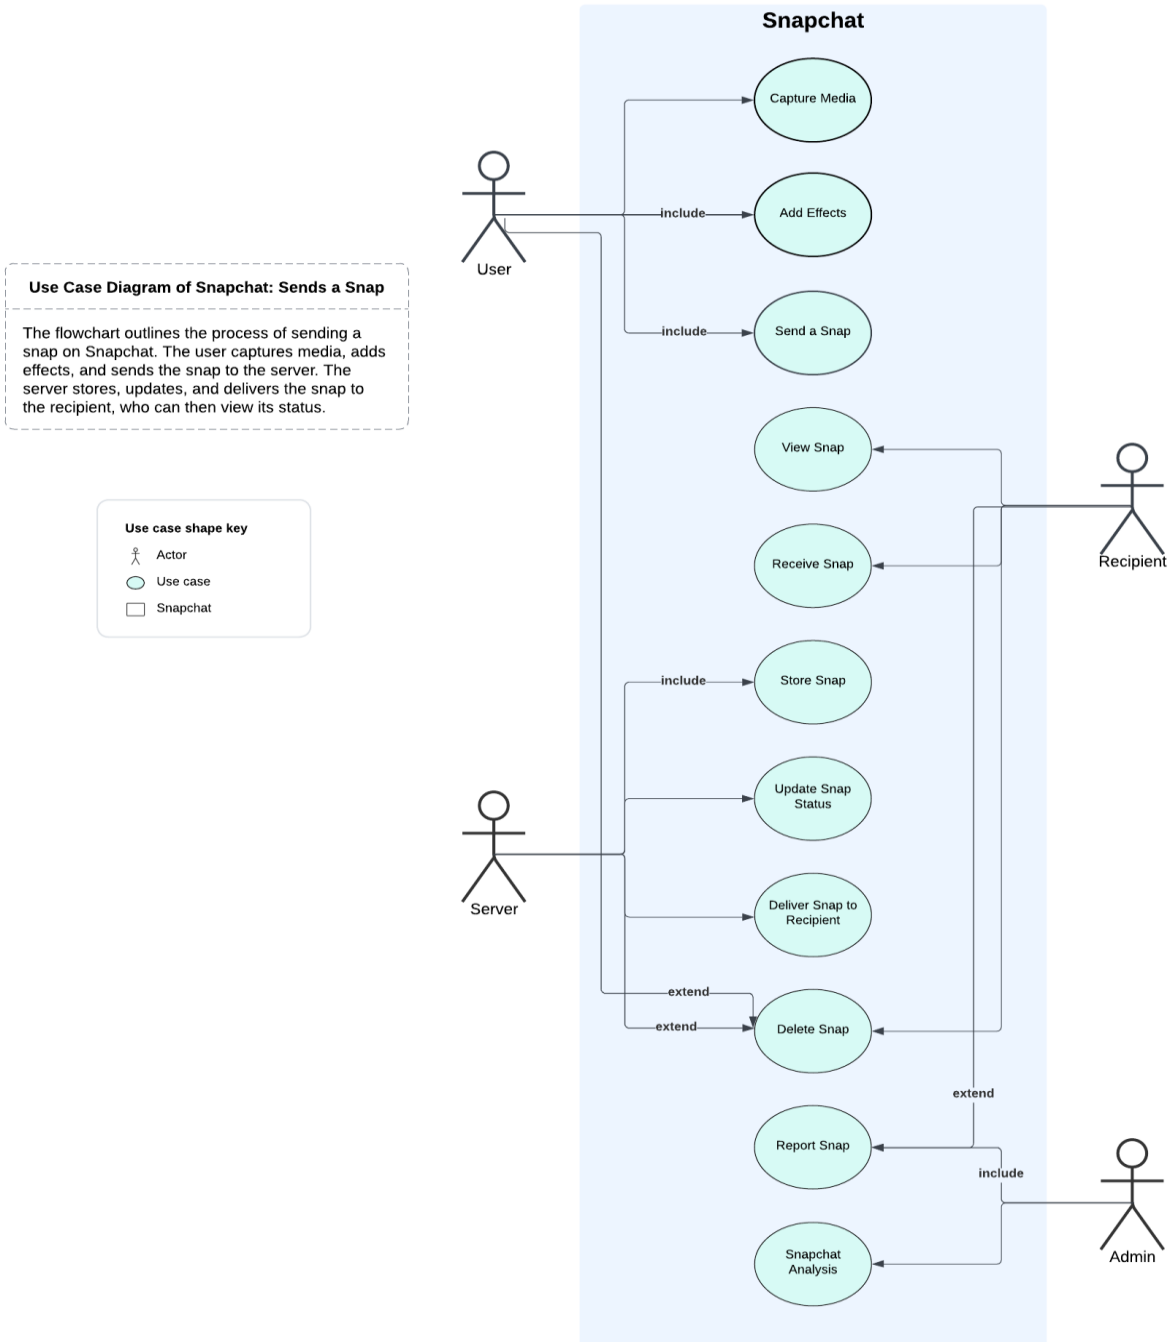 Snapchat
Capture Media
include
Add Effects
User
Use Case Diagram of Snapchat: Sends a Snap
The flowchart outlines the process of sending a
snap on Snapchat. The user captures media, adds
effects, and sends the snap to the server. The
server stores, updates, and delivers the snap to
the recipient, who can then view its status.
include
Send a Snap
View Snap
Use case shape key
Actor
Use case
Snapchat
Receive Snap
Recipient
include
Store Snap
Update Snap
Status
Server
Deliver Snap to
Recipient
extend
extend
Delete Snap
extend
Report Snap
include
Snapchat
Analysis
Admin